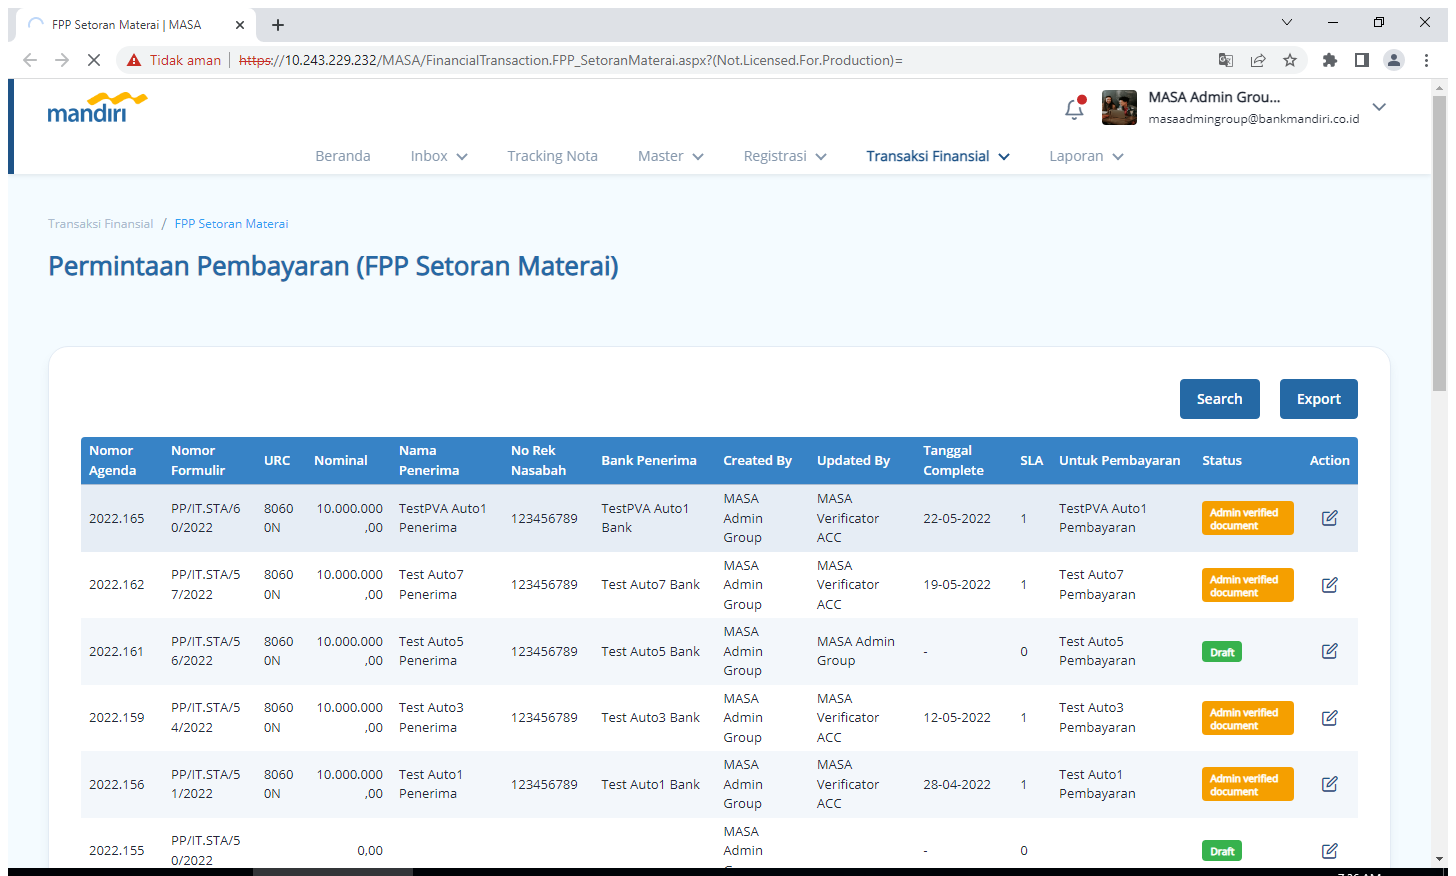 FPP Setoran Materai | MASA
Tidak aman | https://10.243.229.232/MASA/FinancialTransaction.FPP_SetoranMaterai.aspx?(Not.Licensed.For.Production)=
mandiri
MASA Admin Grou...
masaadmingroup@bankmandiri.co.id
Beranda Inbox Tracking Nota Master Registrasi Transaksi Finansial Laporan
Transaksi Finansial / FPP Setoran Materai
Permintaan Pembayaran (FPP Setoran Materai)
Search Export
Nomor Agenda Nomor Formulir URC Nominal Nama Penerima No Rek Nasabah Bank Penerima Created By Updated By Tanggal Complete SLA Untuk Pembayaran Status Action
2022.165 PP/IT.STA/60/2022 80600N 10.000.000,00 TestPVA Auto1 Penerima 123456789 TestPVA Auto1 Bank MASA Admin Group MASA Verificator ACC 22-05-2022 1 TestPVA Auto1 Pembayaran Admin verified document
2022.162 PP/IT.STA/57/2022 80600N 10.000.000,00 Test Auto7 Penerima 123456789 Test Auto7 Bank MASA Admin Group MASA Verificator ACC 19-05-2022 1 Test Auto7 Pembayaran Admin verified document
2022.161 PP/IT.STA/56/2022 80600N 10.000.000,00 Test Auto5 Penerima 123456789 Test Auto5 Bank MASA Admin Group MASA Admin Group - 0 Test Auto5 Pembayaran Draft
2022.159 PP/IT.STA/54/2022 80600N 10.000.000,00 Test Auto3 Penerima 123456789 Test Auto3 Bank MASA Admin Group MASA Verificator ACC 12-05-2022 1 Test Auto3 Pembayaran Admin verified document
2022.156 PP/IT.STA/51/2022 80600N 10.000.000,00 Test Auto1 Penerima 123456789 Test Auto1 Bank MASA Admin Group MASA Verificator ACC 28-04-2022 1 Test Auto1 Pembayaran Admin verified document
2022.155 PP/IT.STA/50/2022 0,00 MASA Admin - 0 Draft